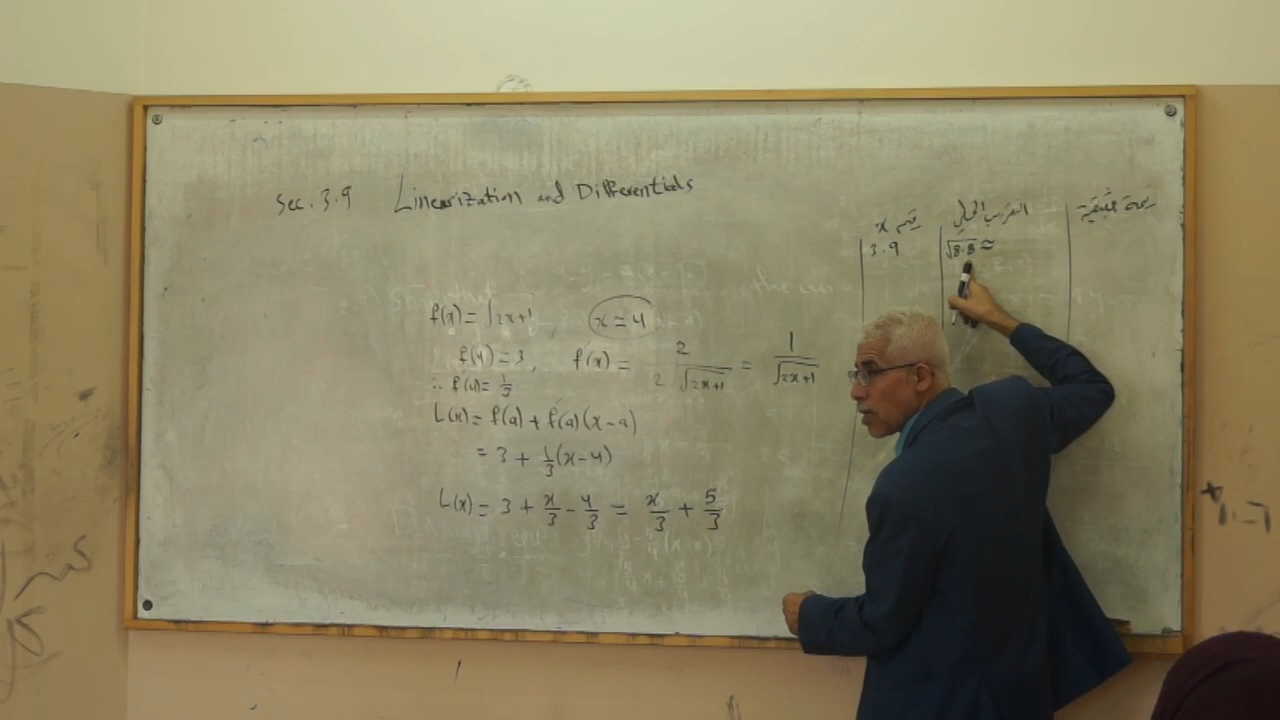 Sec. 3.9 Linearization and Differentials
f(x) = √2x+1 , x = 4
f(4) = 3, f'(x) = 2 / 2√2x+1 = 1 / √2x+1
∴ f'(4) = 1/3
L(x) = f(a) + f'(a)(x-a)
= 3 + 1/3(x-4)
L(x) = 3 + x/3 - 4/3 = x/3 + 5/3
قيم x
3.9
التقريب الخطي
√8.8 ≈
قيمة حقيقية